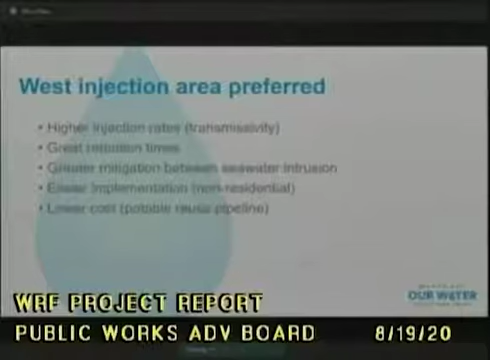 West injection area preferred
• Higher injection rates (transmissivity)
• Great retention times
• Greater mitigation between seawater intrusion
• Easier implementation (non-residential)
• Lower cost (potable reuse pipeline)
OUR WATER
WRF PROJECT REPORT
PUBLIC WORKS ADV BOARD 8/19/20